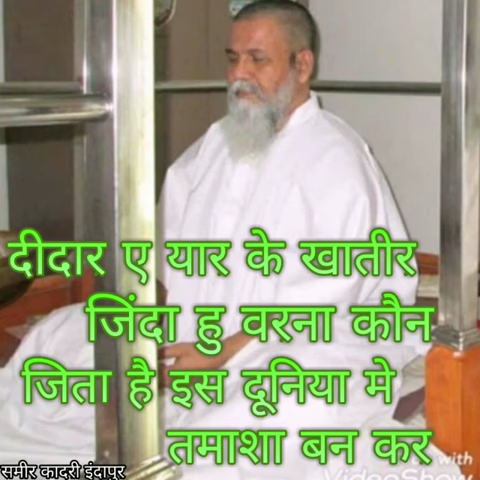 दीदार ए यार के खातीर
जिंदा हु वरना कौन
जिता है इस दूनिया मे
तमाशा बन कर
समीर कादरी इंदापुर
with
VideoShow